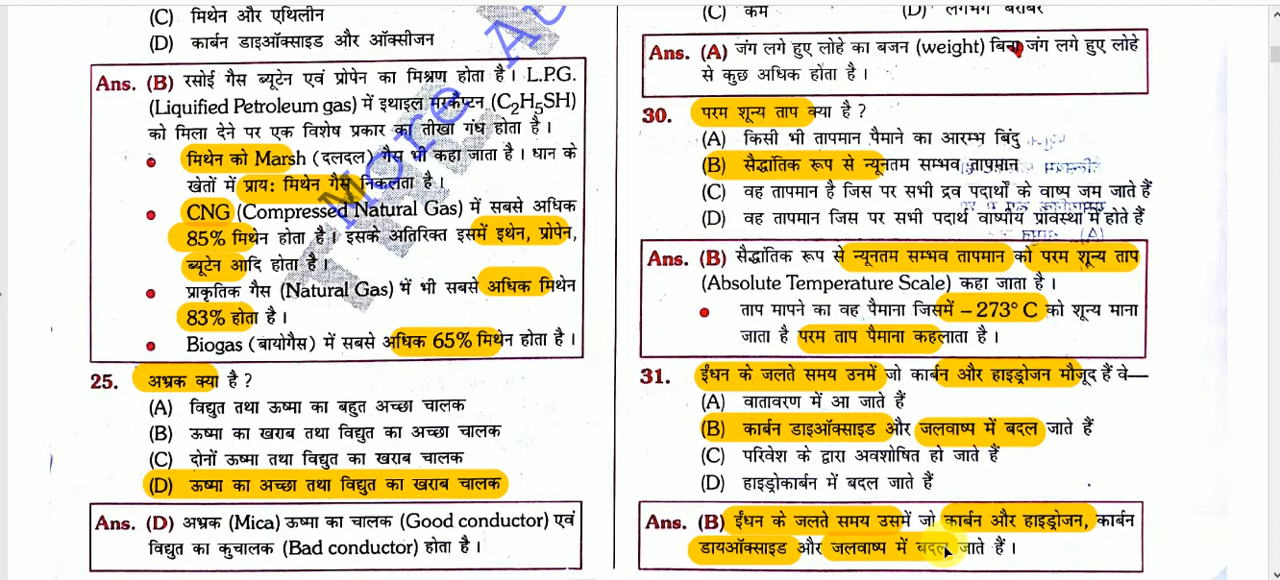 (C) मिथेन और एथिलीन
(D) कार्बन डाइऑक्साइड और ऑक्सीजन
Ans. (B) रसोई गैस ब्यूटेन एवं प्रोपेन का मिश्रण होता है। L.P.G.
(Liquified Petroleum gas) में इथाइल मरकैप्टन (C₂H₅SH)
को मिला देने पर एक विशेष प्रकार का तीखा गंध होता है।
• मिथेन को Marsh (दलदल) गैस भी कहा जाता है। धान के
खेतों में प्राय: मिथेन गैस निकलता है।
• CNG (Compressed Natural Gas) में सबसे अधिक
85% मिथेन होता है। इसके अतिरिक्त इसमें इथेन, प्रोपेन,
ब्यूटेन आदि होता है।
• प्राकृतिक गैस (Natural Gas) में भी सबसे अधिक मिथेन
83% होता है।
• Biogas (बायोगैस) में सबसे अधिक 65% मिथेन होता है।
25. अभ्रक क्या है ?
(A) विद्युत तथा ऊष्मा का बहुत अच्छा चालक
(B) ऊष्मा का खराब तथा विद्युत का अच्छा चालक
(C) दोनों ऊष्मा तथा विद्युत का खराब चालक
(D) ऊष्मा का अच्छा तथा विद्युत का खराब चालक
Ans. (D) अभ्रक (Mica) ऊष्मा का चालक (Good conductor) एवं
विद्युत का कुचालक (Bad conductor) होता है।
More
(C) कम (D) लगभग बराबर
Ans. (A) जंग लगे हुए लोहे का बजन (weight) बिना जंग लगे हुए लोहे
से कुछ अधिक होता है।
30. परम शून्य ताप क्या है ?
(A) किसी भी तापमान पैमाने का आरम्भ बिंदु
(B) सैद्धांतिक रूप से न्यूनतम सम्भव तापमान
(C) वह तापमान है जिस पर सभी द्रव पदार्थों के वाष्प जम जाते हैं
(D) वह तापमान जिस पर सभी पदार्थ वाष्पीय प्रावस्था में होते हैं
Ans. (B) सैद्धांतिक रूप से न्यूनतम सम्भव तापमान को परम शून्य ताप
(Absolute Temperature Scale) कहा जाता है।
• ताप मापने का वह पैमाना जिसमें – 273° C को शून्य माना
जाता है परम ताप पैमाना कहलाता है।
31. ईंधन के जलते समय उनमें जो कार्बन और हाइड्रोजन मौजूद हैं वे—
(A) वातावरण में आ जाते हैं
(B) कार्बन डाइऑक्साइड और जलवाष्प में बदल जाते हैं
(C) परिवेश के द्वारा अवशोषित हो जाते हैं
(D) हाइड्रोकार्बन में बदल जाते हैं
Ans. (B) ईंधन के जलते समय उसमें जो कार्बन और हाइड्रोजन, कार्बन
डायऑक्साइड और जलवाष्प में बदल जाते हैं।